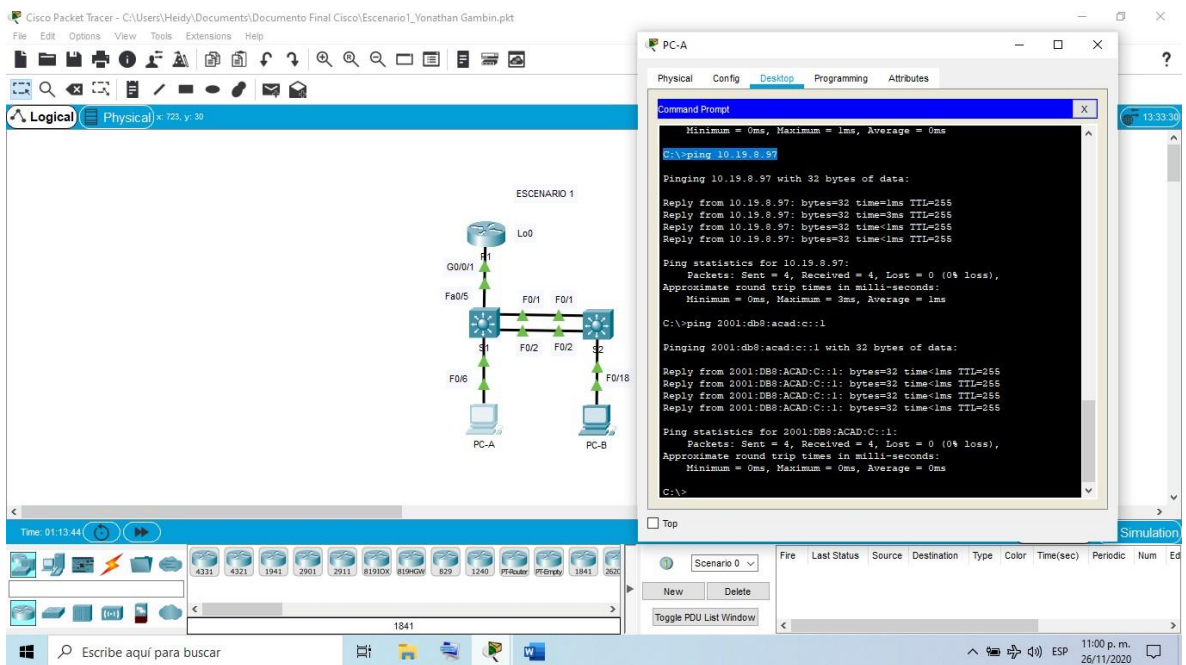 Cisco Packet Tracer - C:\Users\Heidy\Documents\Documento Final Cisco\Escenario1_Yonathan Gambin.pkt
File Edit Options View Tools Extensions Help
?
Logical Physical x: 723, y: 30
13:33:30
ESCENARIO 1
Lo0
R1
G0/0/1
Fa0/5
F0/1 F0/1
S1
F0/2 F0/2
S2
F0/6
F0/18
PC-A
PC-B
PC-A
Physical Config Desktop Programming Attributes
Command Prompt
X
Minimum = 0ms, Maximum = 1ms, Average = 0ms
C:\>ping 10.19.8.97
Pinging 10.19.8.97 with 32 bytes of data:
Reply from 10.19.8.97: bytes=32 time=1ms TTL=255
Reply from 10.19.8.97: bytes=32 time=3ms TTL=255
Reply from 10.19.8.97: bytes=32 time<1ms TTL=255
Reply from 10.19.8.97: bytes=32 time<1ms TTL=255
Ping statistics for 10.19.8.97:
Packets: Sent = 4, Received = 4, Lost = 0 (0% loss),
Approximate round trip times in milli-seconds:
Minimum = 0ms, Maximum = 3ms, Average = 1ms
C:\>ping 2001:db8:acad:c::1
Pinging 2001:db8:acad:c::1 with 32 bytes of data:
Reply from 2001:DB8:ACAD:C::1: bytes=32 time<1ms TTL=255
Reply from 2001:DB8:ACAD:C::1: bytes=32 time<1ms TTL=255
Reply from 2001:DB8:ACAD:C::1: bytes=32 time<1ms TTL=255
Reply from 2001:DB8:ACAD:C::1: bytes=32 time<1ms TTL=255
Ping statistics for 2001:DB8:ACAD:C::1:
Packets: Sent = 4, Received = 4, Lost = 0 (0% loss),
Approximate round trip times in milli-seconds:
Minimum = 0ms, Maximum = 0ms, Average = 0ms
C:\>
Top
Time: 01:13:44
Simulation
4331 4321 1941 2901 2911 819IOX 819HGW 829 1240 PT-Router PT-Empty 1841 2620
1841
Scenario 0
New Delete
Toggle PDU List Window
Fire Last Status Source Destination Type Color Time(sec) Periodic Num Ed
Escribe aquí para buscar
ESP
11:00 p. m.
26/11/2020